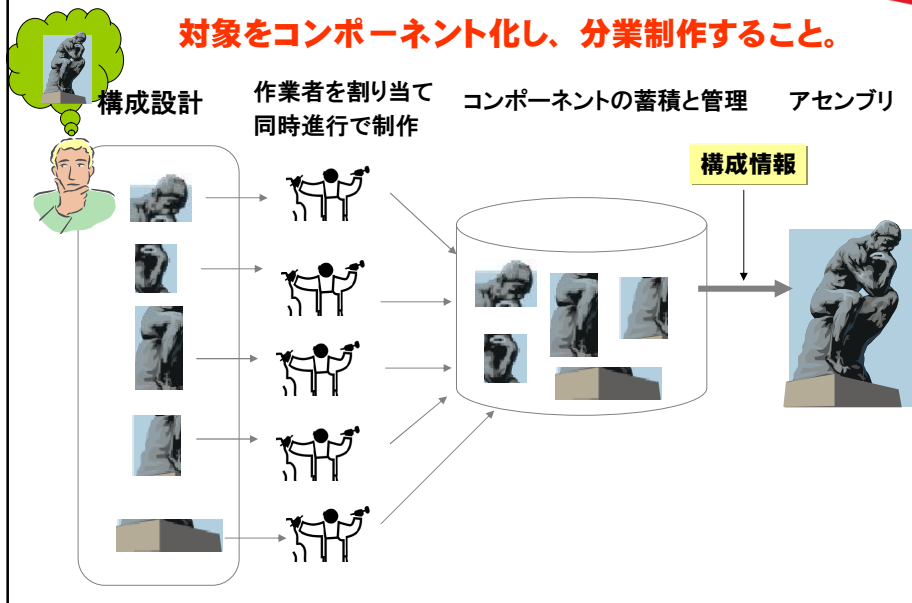 対象をコンポーネント化し、分業制作すること。
構成設計
作業者を割り当て
同時進行で制作
コンポーネントの蓄積と管理
アセンブリ
構成情報